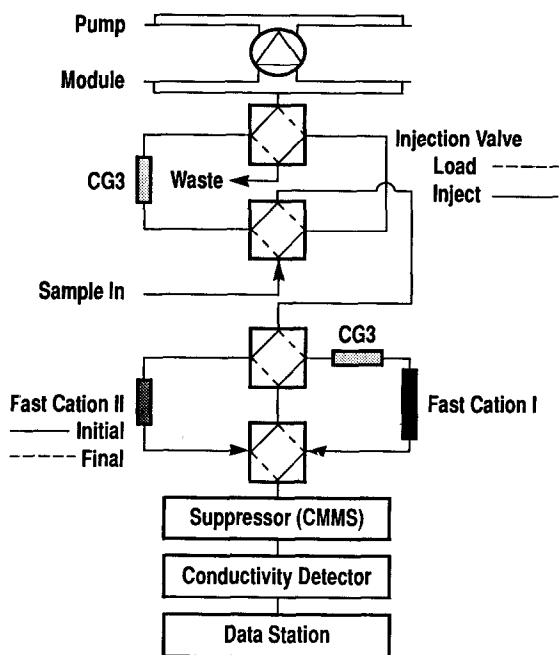 Pump
Module
Injection Valve
Load
Inject
CG3
Waste
Sample In
CG3
Fast Cation II
Initial
Final
Fast Cation I
Suppressor (CMMS)
Conductivity Detector
Data Station